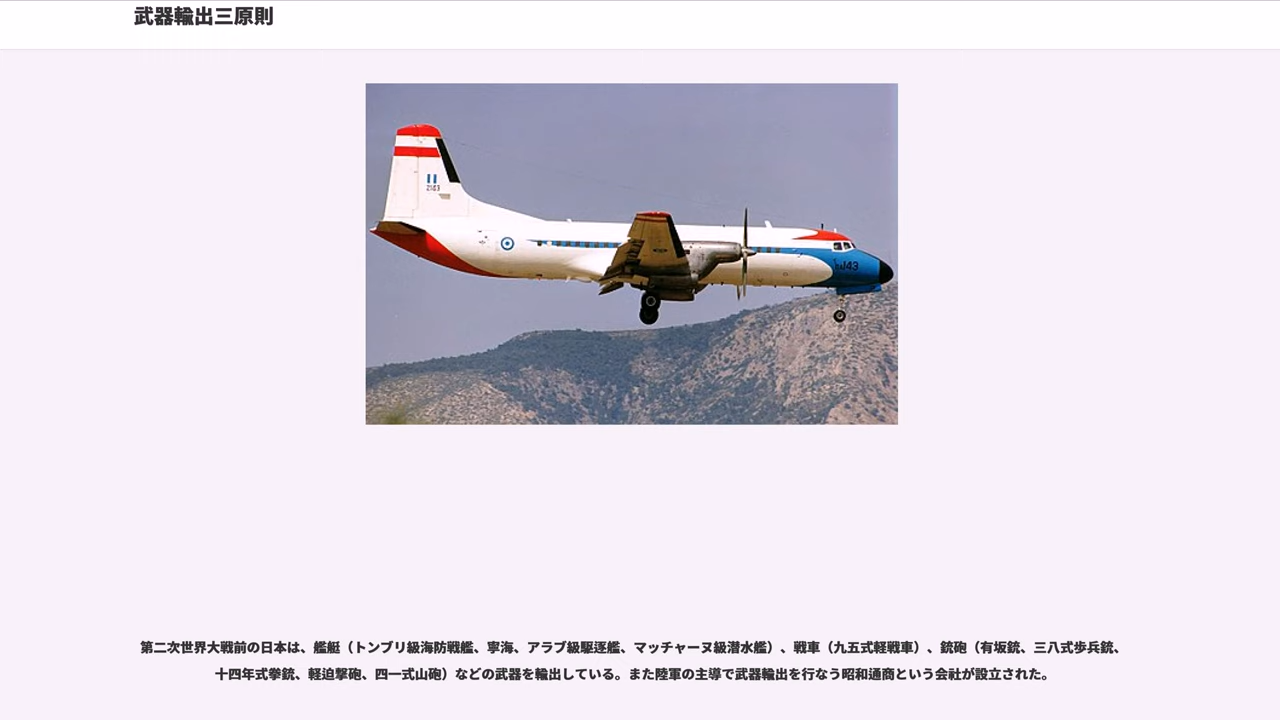 武器輸出三原則
2143
第二次世界大戦前の日本は、艦艇（トンブリ級海防戦艦、寧海、アラブ級駆逐艦、マッチャーヌ級潜水艦）、戦車（九五式軽戦車）、銃砲（有坂銃、三八式歩兵銃、
十四年式拳銃、軽迫撃砲、四一式山砲）などの武器を輸出している。また陸軍の主導で武器輸出を行なう昭和通商という会社が設立された。